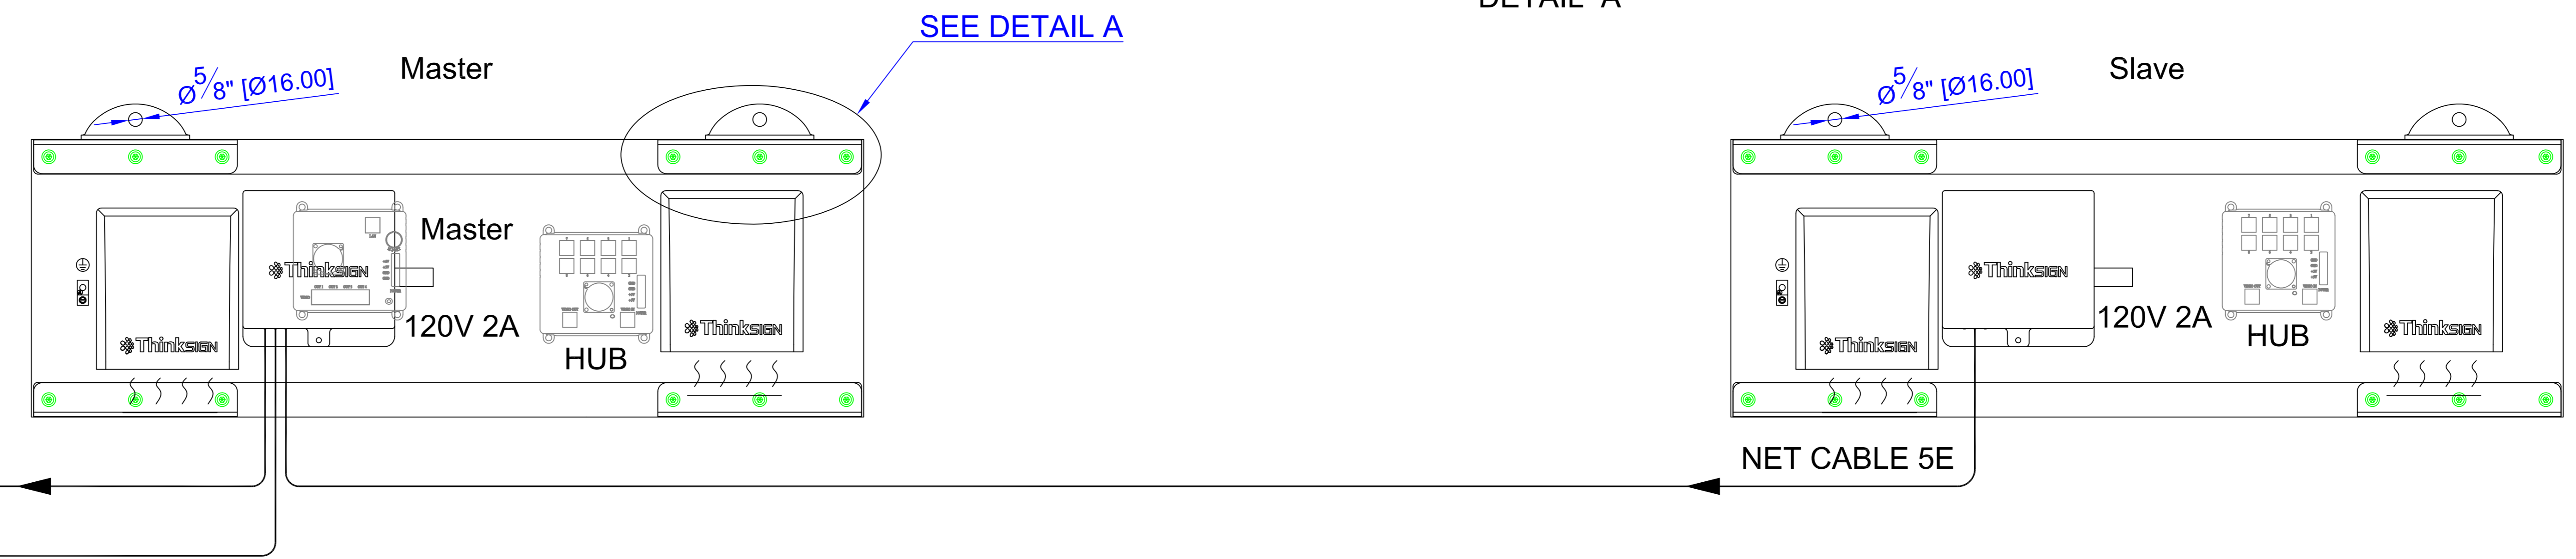 DETAIL A
SEE DETAIL A
Master
Slave
Ø5/8" [Ø16.00]
Ø5/8" [Ø16.00]
Master
ThinkSIGN
ThinkSIGN
120V 2A
HUB
ThinkSIGN
ThinkSIGN
ThinkSIGN
120V 2A
HUB
ThinkSIGN
NET CABLE 5E